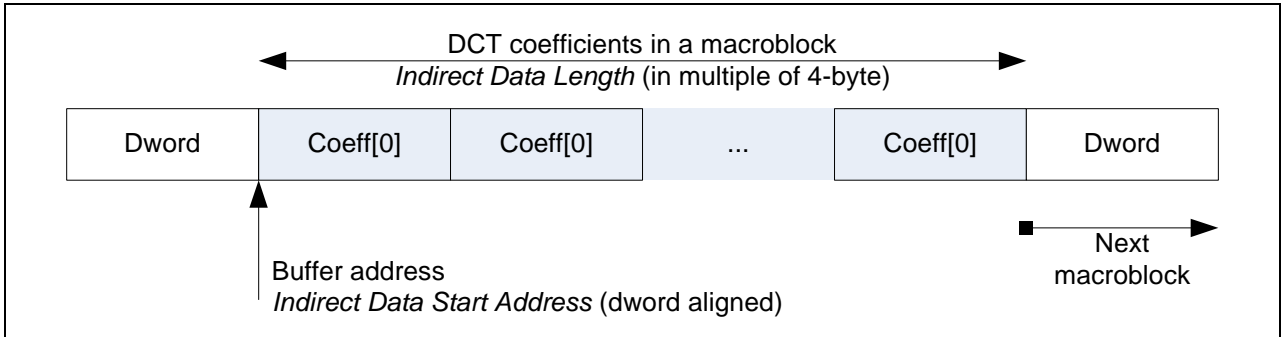 DCT coefficients in a macroblock
Indirect Data Length (in multiple of 4-byte)
Dword Coeff[0] Coeff[0] ... Coeff[0] Dword
Buffer address
Indirect Data Start Address (dword aligned)
Next
macroblock